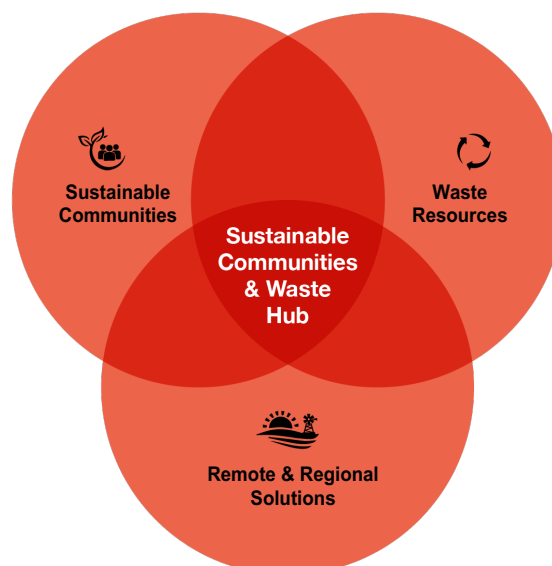 Sustainable
Communities
Waste
Resources
Sustainable
Communities
& Waste
Hub
Remote & Regional
Solutions